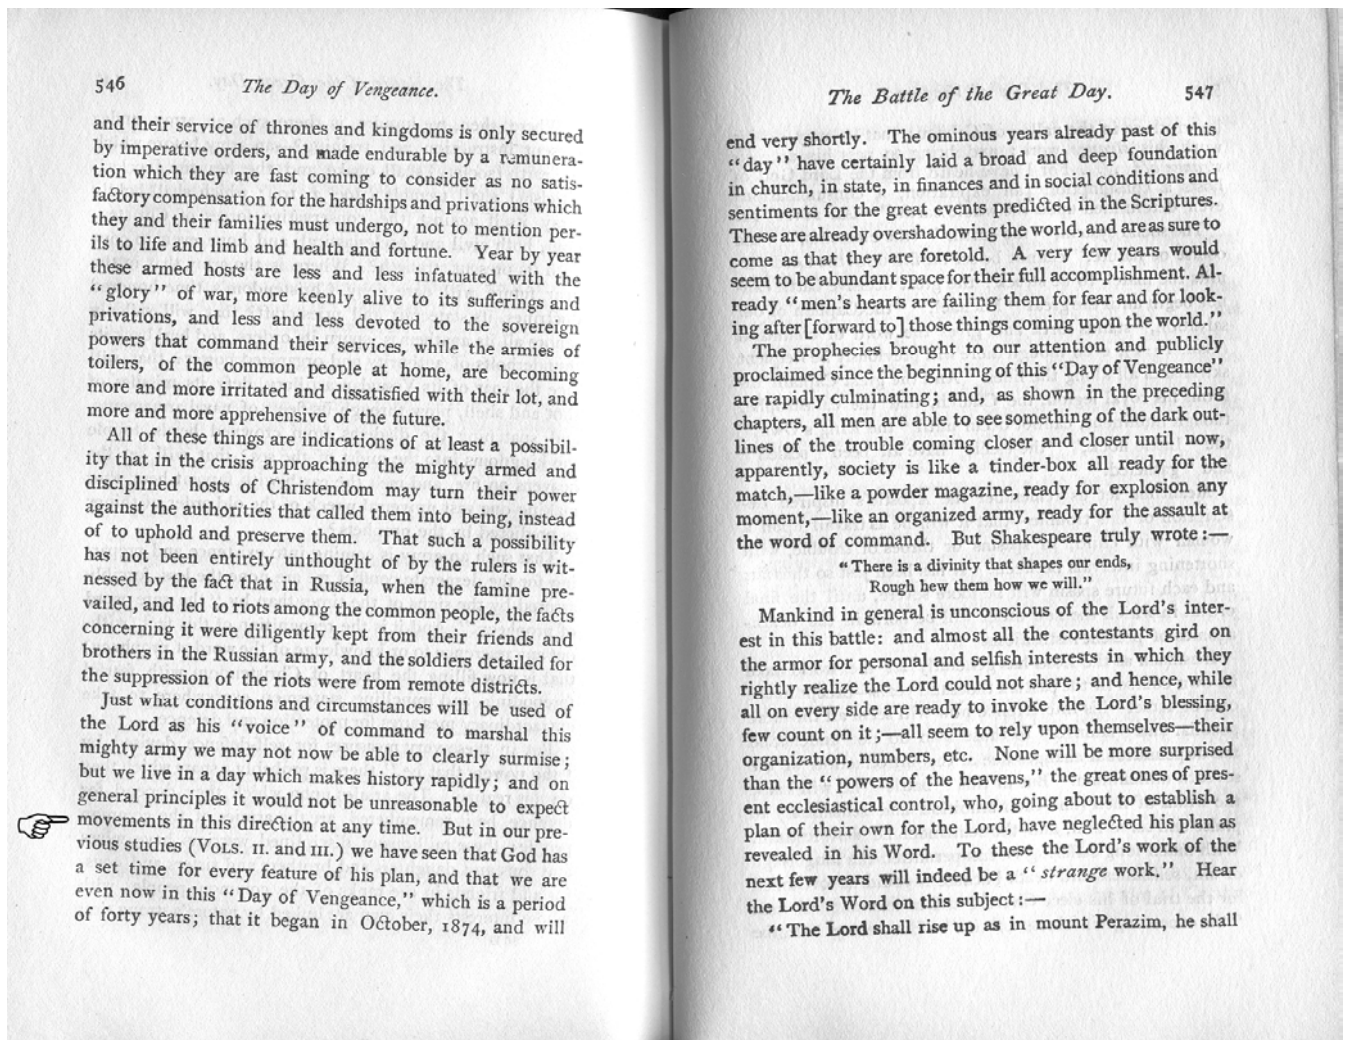 546
The Day of Vengeance.
and their service of thrones and kingdoms is only secured
by imperative orders, and made endurable by a remunera-
tion which they are fast coming to consider as no satis-
factory compensation for the hardships and privations which
they and their families must undergo, not to mention per-
ils to life and limb and health and fortune. Year by year
these armed hosts are less and less infatuated with the
“glory” of war, more keenly alive to its sufferings and
privations, and less and less devoted to the sovereign
powers that command their services, while the armies of
toilers, of the common people at home, are becoming
more and more irritated and dissatisfied with their lot, and
more and more apprehensive of the future.
All of these things are indications of at least a possibil-
ity that in the crisis approaching the mighty armed and
disciplined hosts of Christendom may turn their power
against the authorities that called them into being, instead
of to uphold and preserve them. That such a possibility
has not been entirely unthought of by the rulers is wit-
nessed by the fact that in Russia, when the famine pre-
vailed, and led to riots among the common people, the facts
concerning it were diligently kept from their friends and
brothers in the Russian army, and the soldiers detailed for
the suppression of the riots were from remote districts.
Just what conditions and circumstances will be used of
the Lord as his “voice” of command to marshal this
mighty army we may not now be able to clearly surmise;
but we live in a day which makes history rapidly; and on
general principles it would not be unreasonable to expect
movements in this direction at any time. But in our pre-
vious studies (VOLS. II. and III.) we have seen that God has
a set time for every feature of his plan, and that we are
even now in this “Day of Vengeance,” which is a period
of forty years; that it began in October, 1874, and will
The Battle of the Great Day.
547
end very shortly. The ominous years already past of this
“day” have certainly laid a broad and deep foundation
in church, in state, in finances and in social conditions and
sentiments for the great events predicted in the Scriptures.
These are already overshadowing the world, and are as sure to
come as that they are foretold. A very few years would
seem to be abundant space for their full accomplishment. Al-
ready “men's hearts are failing them for fear and for look-
ing after [forward to] those things coming upon the world.”
The prophecies brought to our attention and publicly
proclaimed since the beginning of this “Day of Vengeance”
are rapidly culminating; and, as shown in the preceding
chapters, all men are able to see something of the dark out-
lines of the trouble coming closer and closer until now,
apparently, society is like a tinder-box all ready for the
match,—like a powder magazine, ready for explosion any
moment,—like an organized army, ready for the assault at
the word of command. But Shakespeare truly wrote:—
“There is a divinity that shapes our ends,
Rough hew them how we will.”
Mankind in general is unconscious of the Lord's inter-
est in this battle: and almost all the contestants gird on
the armor for personal and selfish interests in which they
rightly realize the Lord could not share; and hence, while
all on every side are ready to invoke the Lord's blessing,
few count on it;—all seem to rely upon themselves—their
organization, numbers, etc. None will be more surprised
than the “powers of the heavens,” the great ones of pres-
ent ecclesiastical control, who, going about to establish a
plan of their own for the Lord, have neglected his plan as
revealed in his Word. To these the Lord's work of the
next few years will indeed be a “strange work.” Hear
the Lord's Word on this subject:—
“The Lord shall rise up as in mount Perazim, he shall